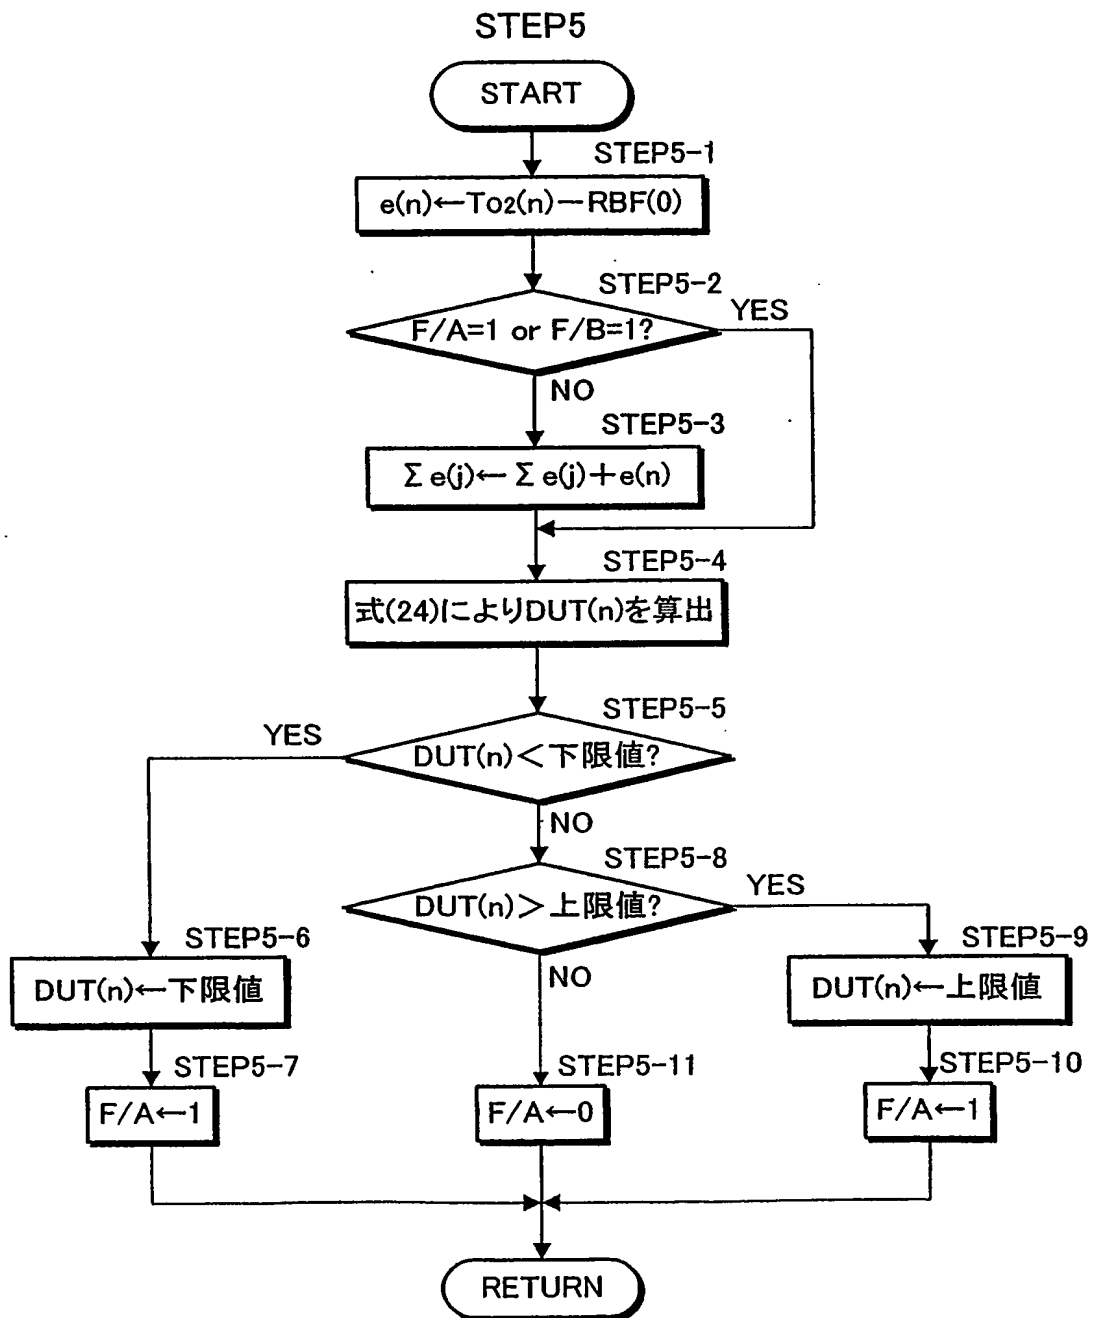 STEP5
START
STEP5-1
e(n)←To2(n)−RBF(0)
STEP5-2
F/A=1 or F/B=1?
YES
NO
STEP5-3
Σe(j)←Σe(j)+e(n)
STEP5-4
式(24)によりDUT(n)を算出
STEP5-5
YES
DUT(n)<下限値?
NO
STEP5-8
DUT(n)>上限値?
YES
NO
STEP5-6
DUT(n)←下限値
STEP5-9
DUT(n)←上限値
STEP5-7
F/A←1
STEP5-11
F/A←0
STEP5-10
F/A←1
RETURN